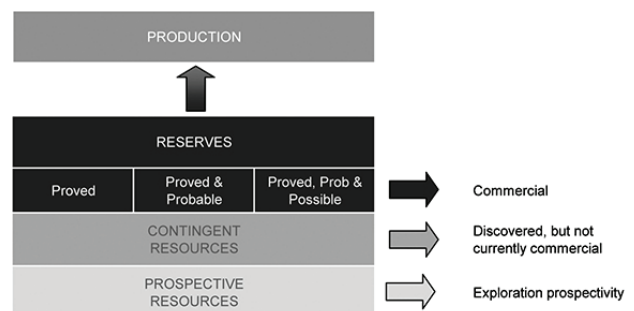 PRODUCTION
RESERVES
Proved
Proved &
Probable
Proved, Prob &
Possible
Commercial
CONTINGENT
RESOURCES
Discovered, but not
currently commercial
PROSPECTIVE
RESOURCES
Exploration prospectivity